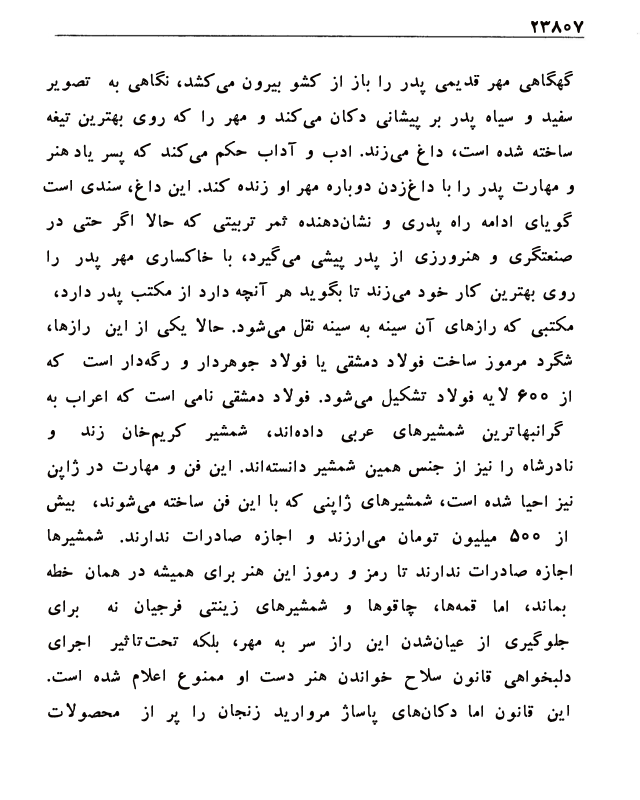 ۲۳۸۰۷
گهگاهی مهر قدیمی پدر را باز از کشو بیرون می‌کشد، نگاهی به تصویر
سفید و سیاه پدر بر پیشانی دکان می‌کند و مهر را که روی بهترین تیغه
ساخته شده است، داغ می‌زند. ادب و آداب حکم می‌کند که پسر یاد هنر
و مهارت پدر را با داغ‌زدن دوباره مهر او زنده کند. این داغ، سندی است
گویای ادامه راه پدری و نشان‌دهنده ثمر تربیتی که حالا اگر حتی در
صنعتگری و هنرورزی از پدر پیشی می‌گیرد، با خاکساری مهر پدر را
روی بهترین کار خود می‌زند تا بگوید هر آنچه دارد از مکتب پدر دارد،
مکتبی که رازهای آن سینه به سینه نقل می‌شود. حالا یکی از این رازها،
شگرد مرموز ساخت فولاد دمشقی یا فولاد جوهردار و رگه‌دار است که
از ۶۰۰ لایه فولاد تشکیل می‌شود. فولاد دمشقی نامی است که اعراب به
گرانبهاترین شمشیرهای عربی داده‌اند، شمشیر کریم‌خان زند و
نادرشاه را نیز از جنس همین شمشیر دانسته‌اند. این فن و مهارت در ژاپن
نیز احیا شده است، شمشیرهای ژاپنی که با این فن ساخته می‌شوند، بیش
از ۵۰۰ میلیون تومان می‌ارزند و اجازه صادرات ندارند. شمشیرها
اجازه صادرات ندارند تا رمز و رموز این هنر برای همیشه در همان خطه
بماند، اما قمه‌ها، چاقوها و شمشیرهای زینتی فرجیان نه برای
جلوگیری از عیان‌شدن این راز سر به مهر، بلکه تحت‌تاثیر اجرای
دلبخواهی قانون سلاح خواندن هنر دست او ممنوع اعلام شده است.
این قانون اما دکان‌های پاساژ مروارید زنجان را پر از محصولات